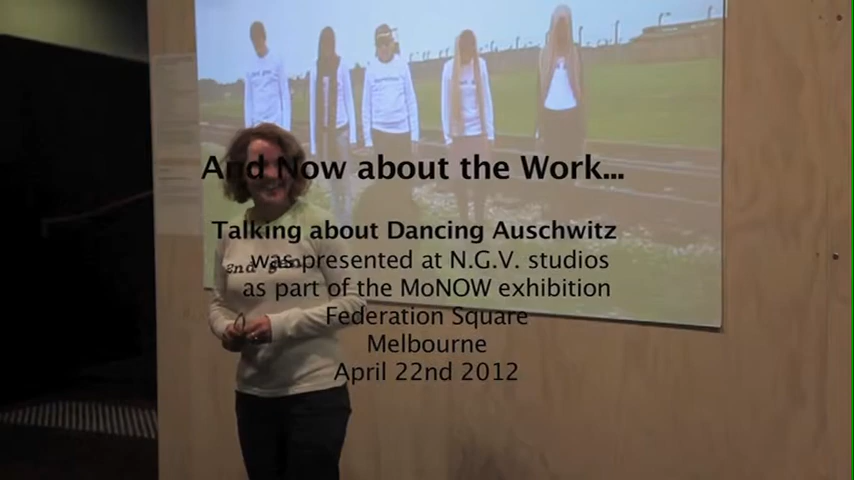 And Now about the Work...
Talking about Dancing Auschwitz
was presented at N.G.V. studios
as part of the MoNOW exhibition
Federation Square
Melbourne
April 22nd 2012